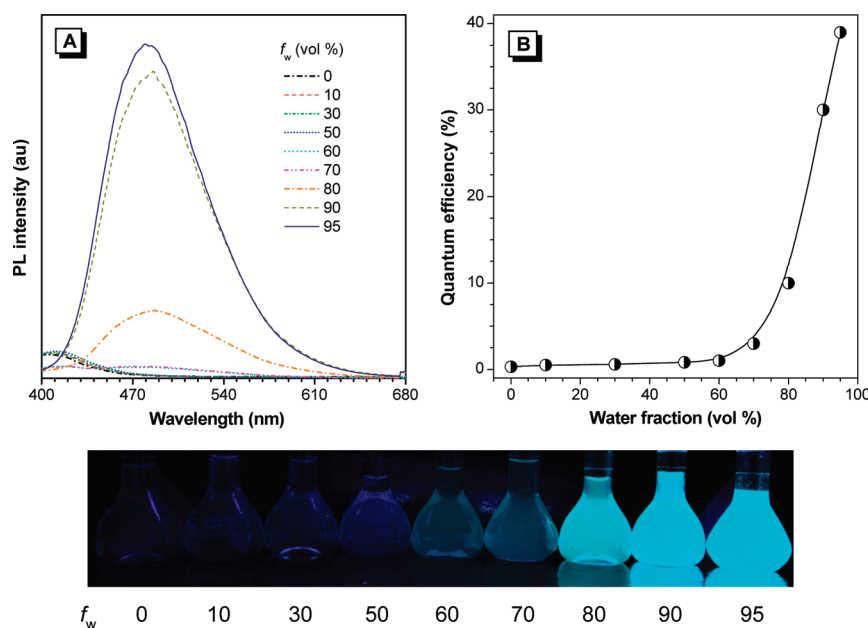 A
f_w (vol %)
0
10
30
50
60
70
80
90
95
PL intensity (au)
400 470 540 610 680
Wavelength (nm)
B
40
30
20
10
0
Quantum efficiency (%)
0 20 40 60 80 100
Water fraction (vol %)
f_w 0 10 30 50 60 70 80 90 95